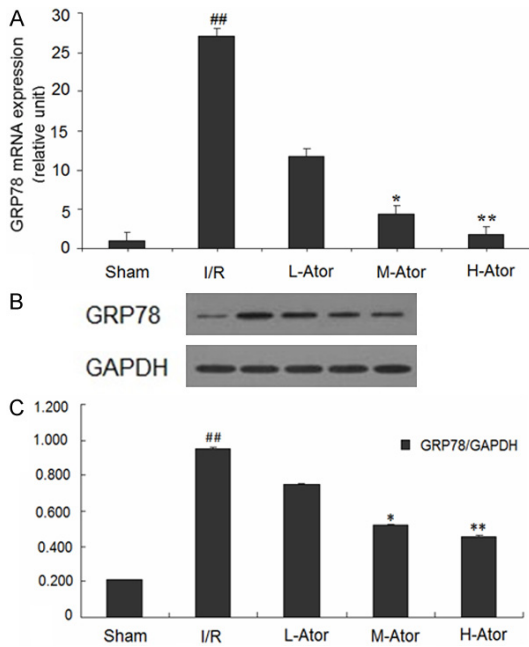 A
GRP78 mRNA expression
(relative unit)
30
25
20
15
10
5
0
##
*
**
Sham I/R L-Ator M-Ator H-Ator
B
GRP78
GAPDH
C
1.200
1.000
0.800
0.600
0.400
0.200
0
##
*
**
GRP78/GAPDH
Sham I/R L-Ator M-Ator H-Ator